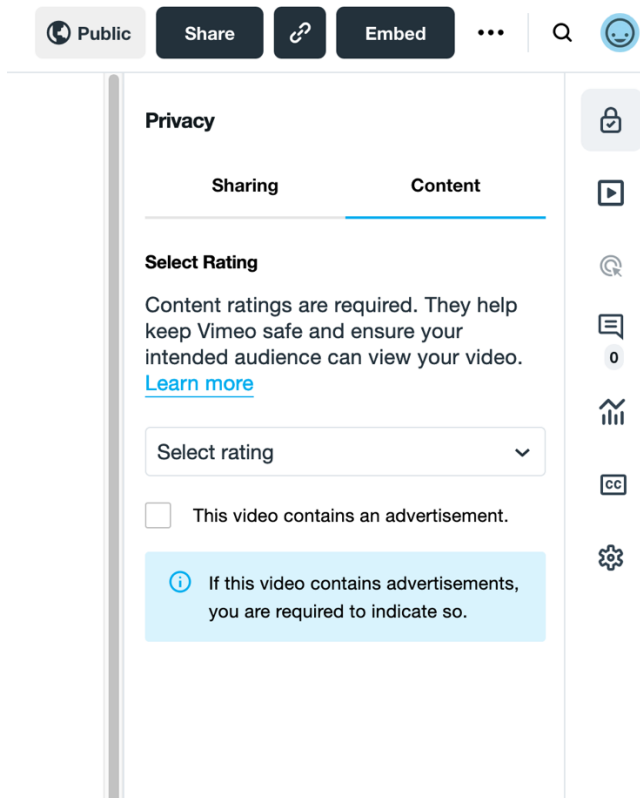 Public Share Embed
Privacy
Sharing Content
Select Rating
Content ratings are required. They help
keep Vimeo safe and ensure your
intended audience can view your video.
Learn more
Select rating
This video contains an advertisement.
If this video contains advertisements,
you are required to indicate so.
0
CC